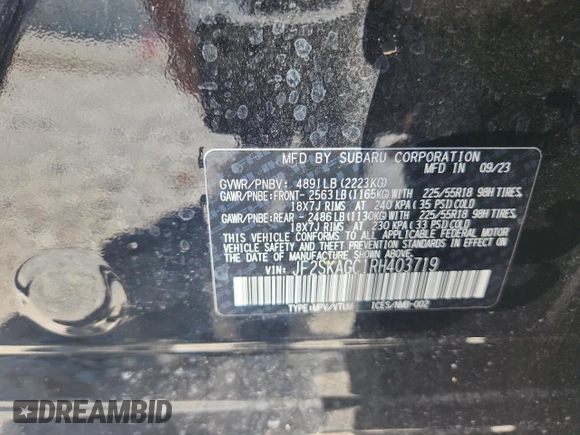 MFD BY SUBARU CORPORATION 09/23
GVWR/PNBV: 4891LB(2223KG)
GAWR/PNBE:FRONT- 2563LB(1165KG)WITH 225/55R18 98H TIRES
18X7J RIMS AT 240 KPA (35 PSI)COLD
GAWR/PNBE:REAR -2486LB(1130KG)WITH 225/55R18 98H TIRES
18X7J RIMS AT 230 KPA (33 PSI)COLD
THIS VEHICLE CONFORMS TO ALL APPLICABLE FEDERAL MOTOR
VEHICLE SAFETY, BUMPER, AND THEFT PREVENTION STANDARDS IN EFFECT ON
THE DATE OF MANUFACTURE SHOWN ABOVE.
VIN: JF2SKAGC1RH403719
TYPE:MPV/VTUM ICES/NMB-002
DREAMBID